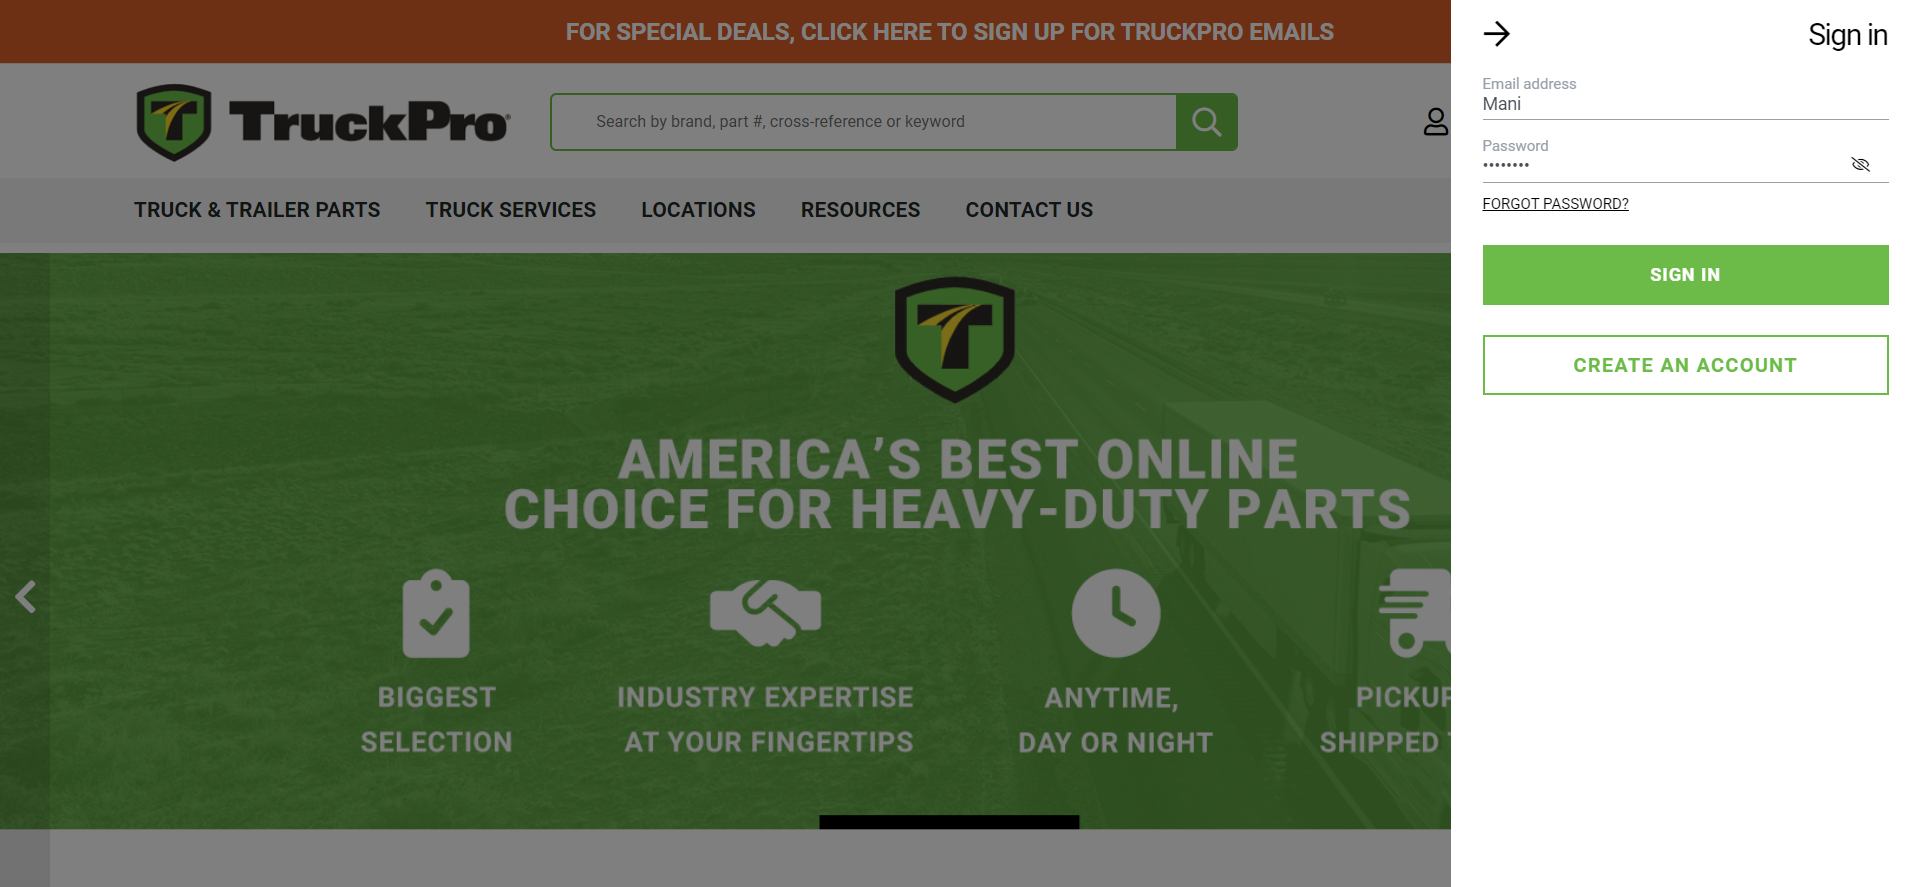 FOR SPECIAL DEALS, CLICK HERE TO SIGN UP FOR TRUCKPRO EMAILS
TruckPro®
Search by brand, part #, cross-reference or keyword
TRUCK & TRAILER PARTS
TRUCK SERVICES
LOCATIONS
RESOURCES
CONTACT US
T
AMERICA’S BEST ONLINE
CHOICE FOR HEAVY-DUTY PARTS
BIGGEST
SELECTION
INDUSTRY EXPERTISE
AT YOUR FINGERTIPS
ANYTIME,
DAY OR NIGHT
PICKUP
SHIPPED
Sign in
Email address
Mani
Password
••••••••
FORGOT PASSWORD?
SIGN IN
CREATE AN ACCOUNT